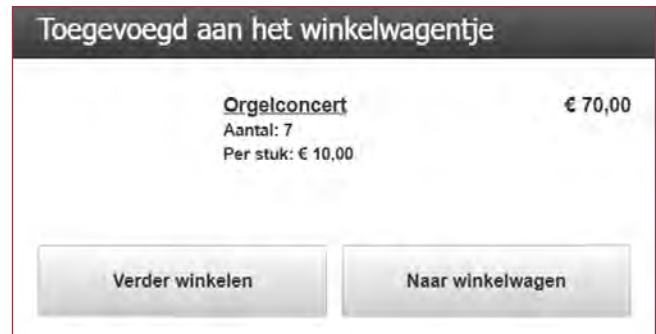 Toegevoegd aan het winkelwagentje
Orgelconcert € 70,00
Aantal: 7
Per stuk: € 10,00
Verder winkelen Naar winkelwagen